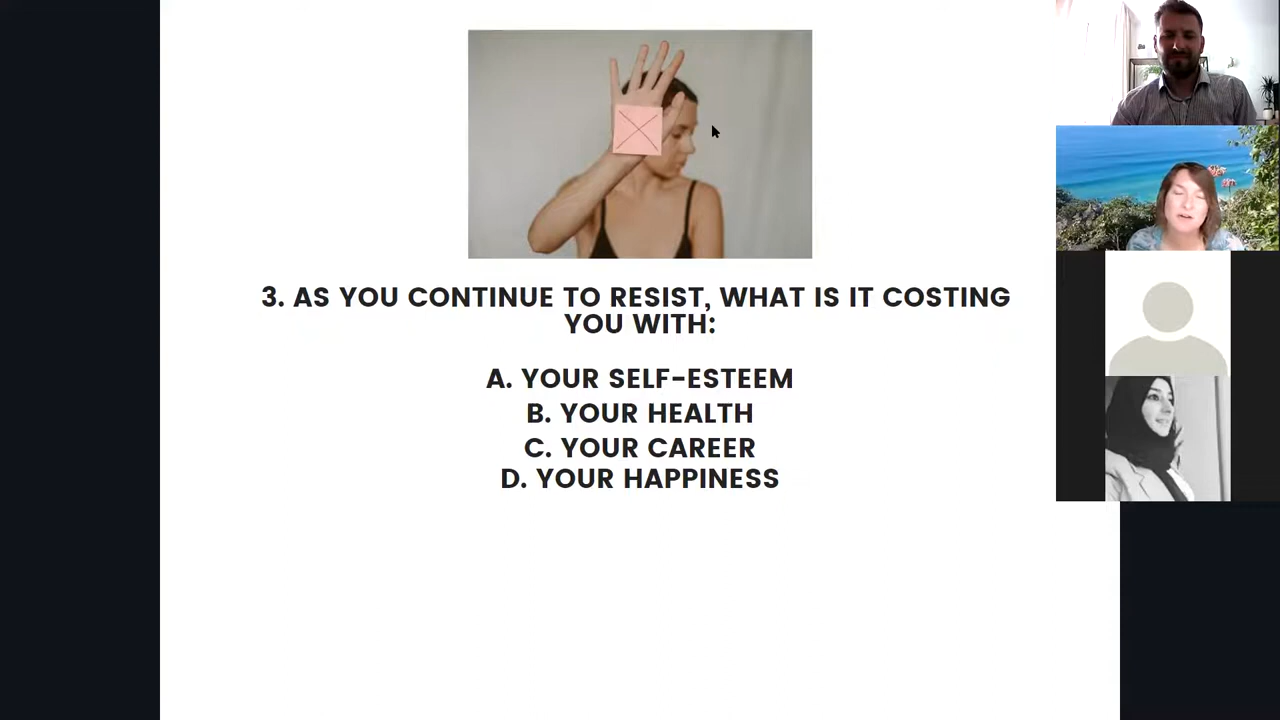 3. AS YOU CONTINUE TO RESIST, WHAT IS IT COSTING
YOU WITH:
A. YOUR SELF-ESTEEM
B. YOUR HEALTH
C. YOUR CAREER
D. YOUR HAPPINESS